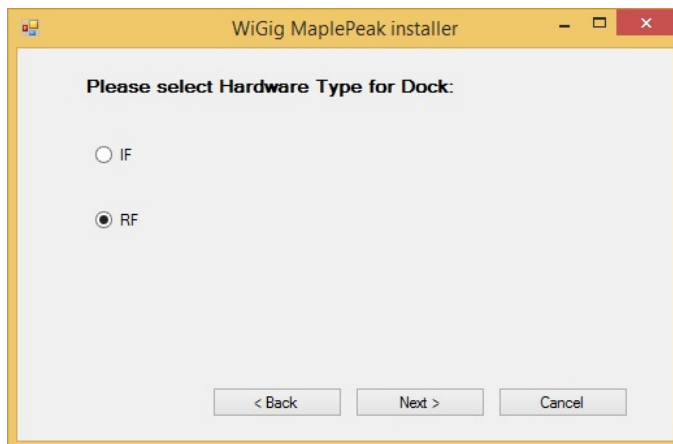 WiGig MaplePeak installer
Please select Hardware Type for Dock:
IF
RF
< Back Next > Cancel